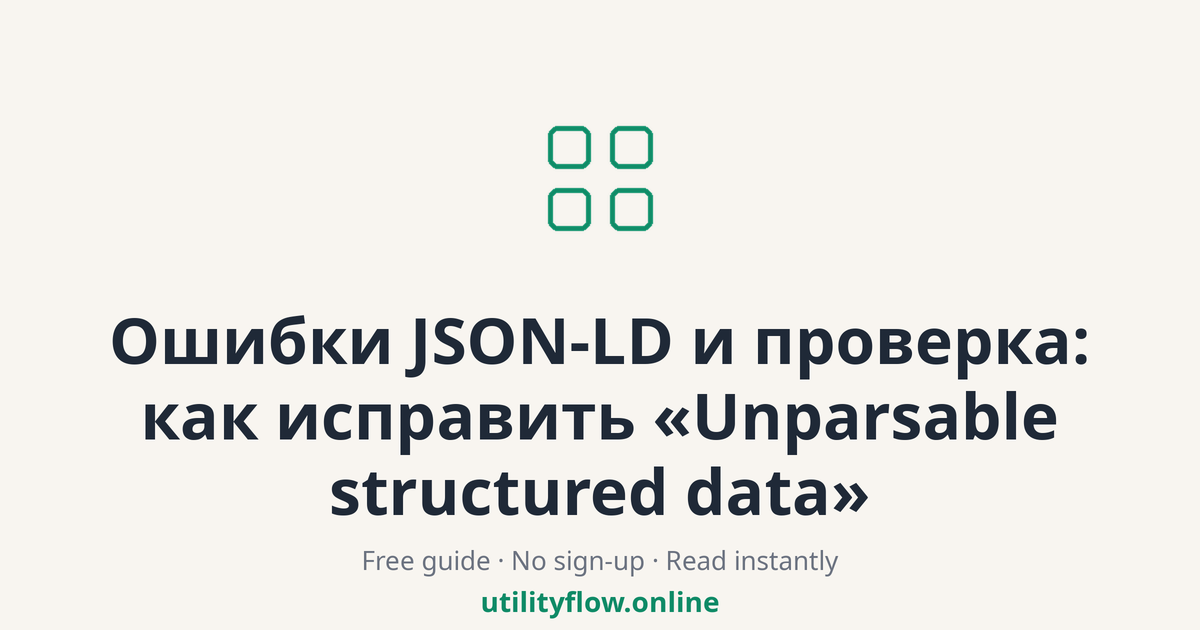 Ошибки JSON-LD и проверка:
как исправить «Unparsable
structured data»
Free guide · No sign-up · Read instantly
utilityflow.online